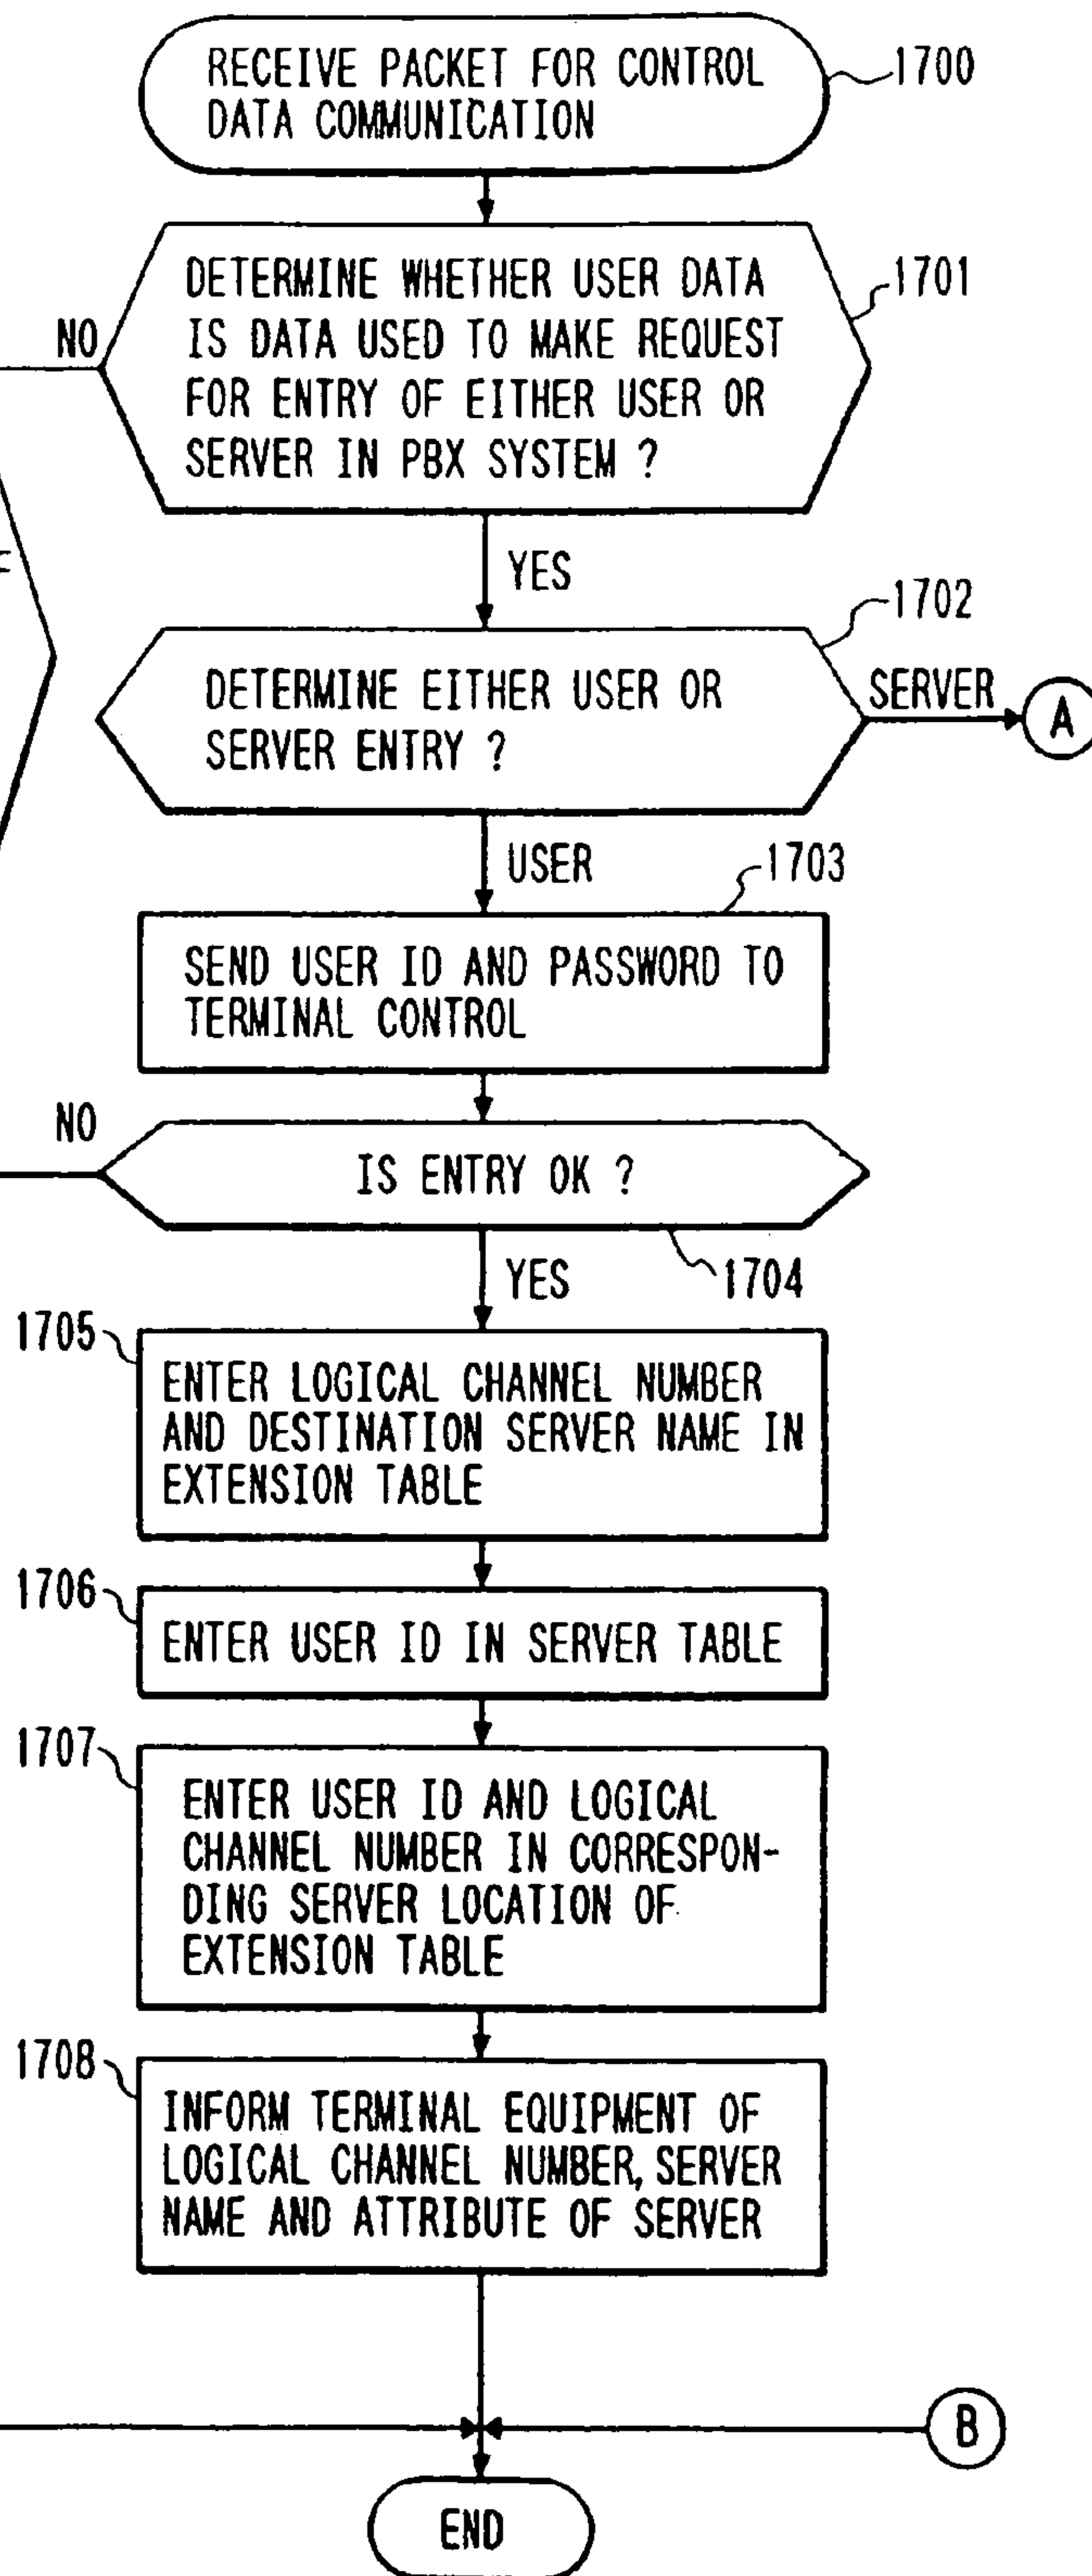 RECEIVE PACKET FOR CONTROL
DATA COMMUNICATION
1700
DETERMINE WHETHER USER DATA
IS DATA USED TO MAKE REQUEST
FOR ENTRY OF EITHER USER OR
SERVER IN PBX SYSTEM ?
1701
NO
YES
1702
DETERMINE EITHER USER OR
SERVER ENTRY ?
SERVER
A
USER
1703
SEND USER ID AND PASSWORD TO
TERMINAL CONTROL
NO
IS ENTRY OK ?
YES
1704
1705
ENTER LOGICAL CHANNEL NUMBER
AND DESTINATION SERVER NAME IN
EXTENSION TABLE
1706
ENTER USER ID IN SERVER TABLE
1707
ENTER USER ID AND LOGICAL
CHANNEL NUMBER IN CORRESPON-
DING SERVER LOCATION OF
EXTENSION TABLE
1708
INFORM TERMINAL EQUIPMENT OF
LOGICAL CHANNEL NUMBER, SERVER
NAME AND ATTRIBUTE OF SERVER
B
END